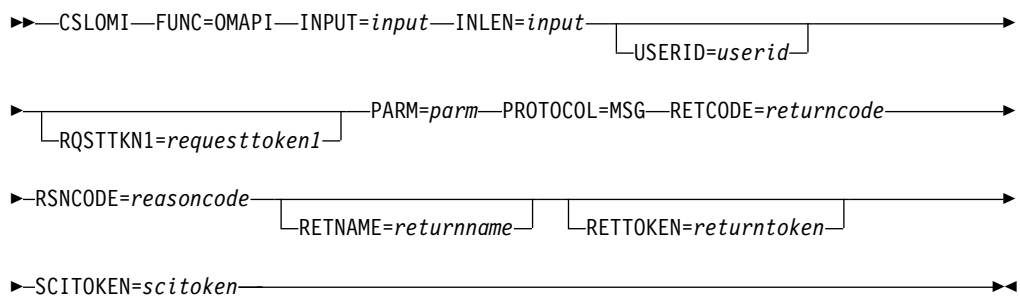 CSLOMI FUNC=OMAPI INPUT=input INLEN=input
USERID=userid
PARM=parm PROTOCOL=MSG RETCODE=returncode
RQSTTKN1=requesttoken1
RSNCODE=reasoncode
RETNAME=returnname RETTOKEN=returntoken
SCITOKEN=scitoken